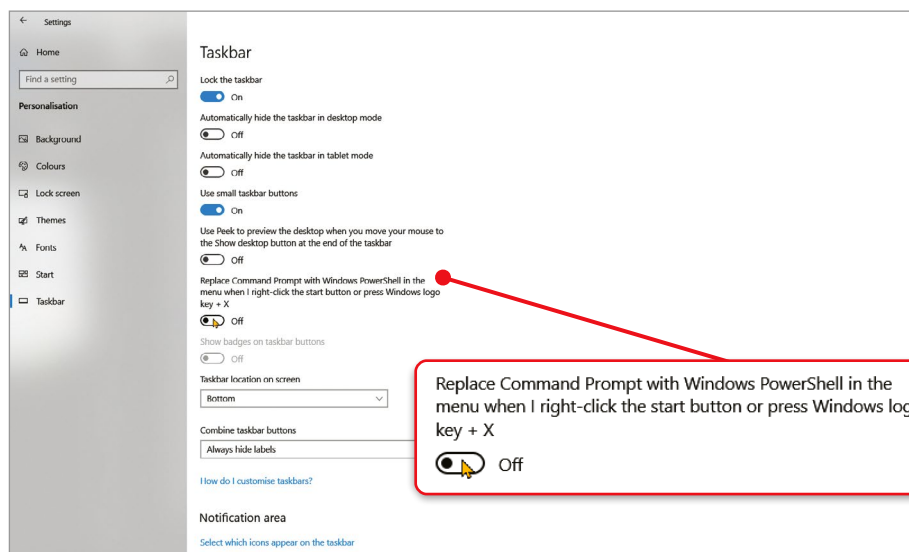 Settings
Home
Find a setting
Personalisation
Background
Colours
Lock screen
Themes
Fonts
Start
Taskbar
Taskbar
Lock the taskbar
On
Automatically hide the taskbar in desktop mode
Off
Automatically hide the taskbar in tablet mode
Off
Use small taskbar buttons
On
Use Peek to preview the desktop when you move your mouse to
the Show desktop button at the end of the taskbar
Off
Replace Command Prompt with Windows PowerShell in the
menu when I right-click the start button or press Windows logo
key + X
Off
Show badges on taskbar buttons
Off
Taskbar location on screen
Bottom
Combine taskbar buttons
Always hide labels
How do I customise taskbars?
Notification area
Select which icons appear on the taskbar
Replace Command Prompt with Windows PowerShell in the
menu when I right-click the start button or press Windows
key + X
Off